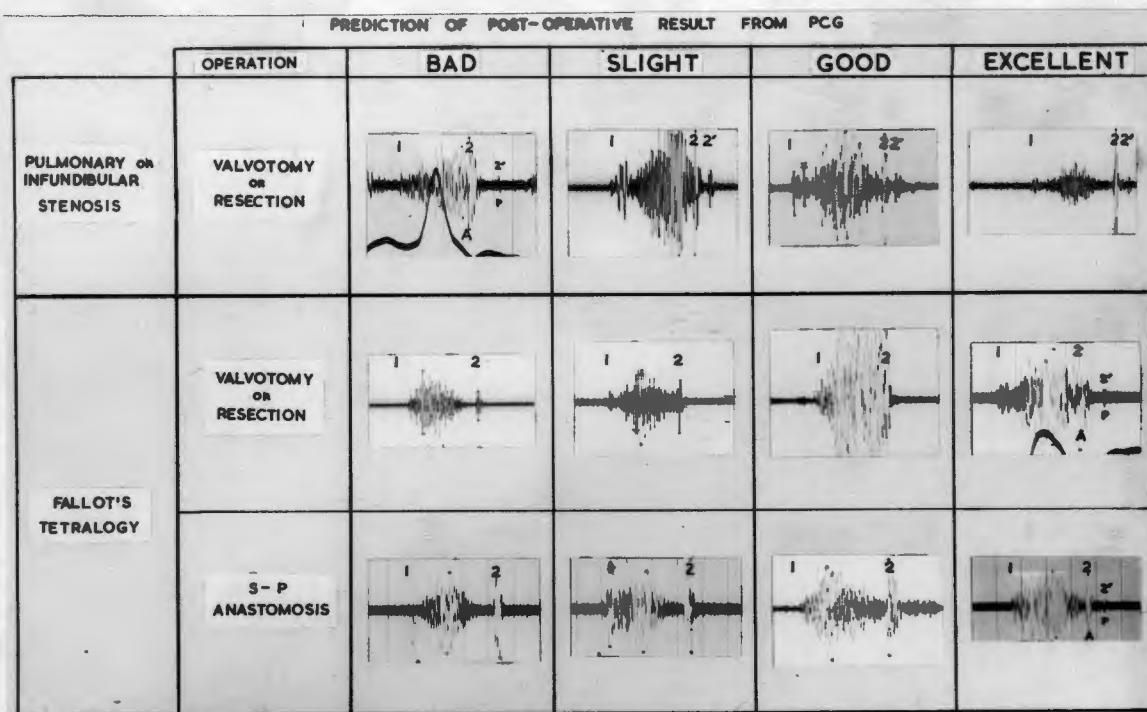 PREDICTION OF POST-OPERATIVE RESULT FROM PCG
OPERATION BAD SLIGHT GOOD EXCELLENT
PULMONARY OR
INFUNDIBULAR
STENOSIS
VALVOTOMY
OR
RESECTION
1 2 2' P A
1 2 2'
1 2 2'
1 2 2'
FALLOT'S
TETRALOGY
VALVOTOMY
OR
RESECTION
1 2
1 2
1 2
1 2 2' P A
S-P
ANASTOMOSIS
1 2
2
1 2
1 2 2' P A